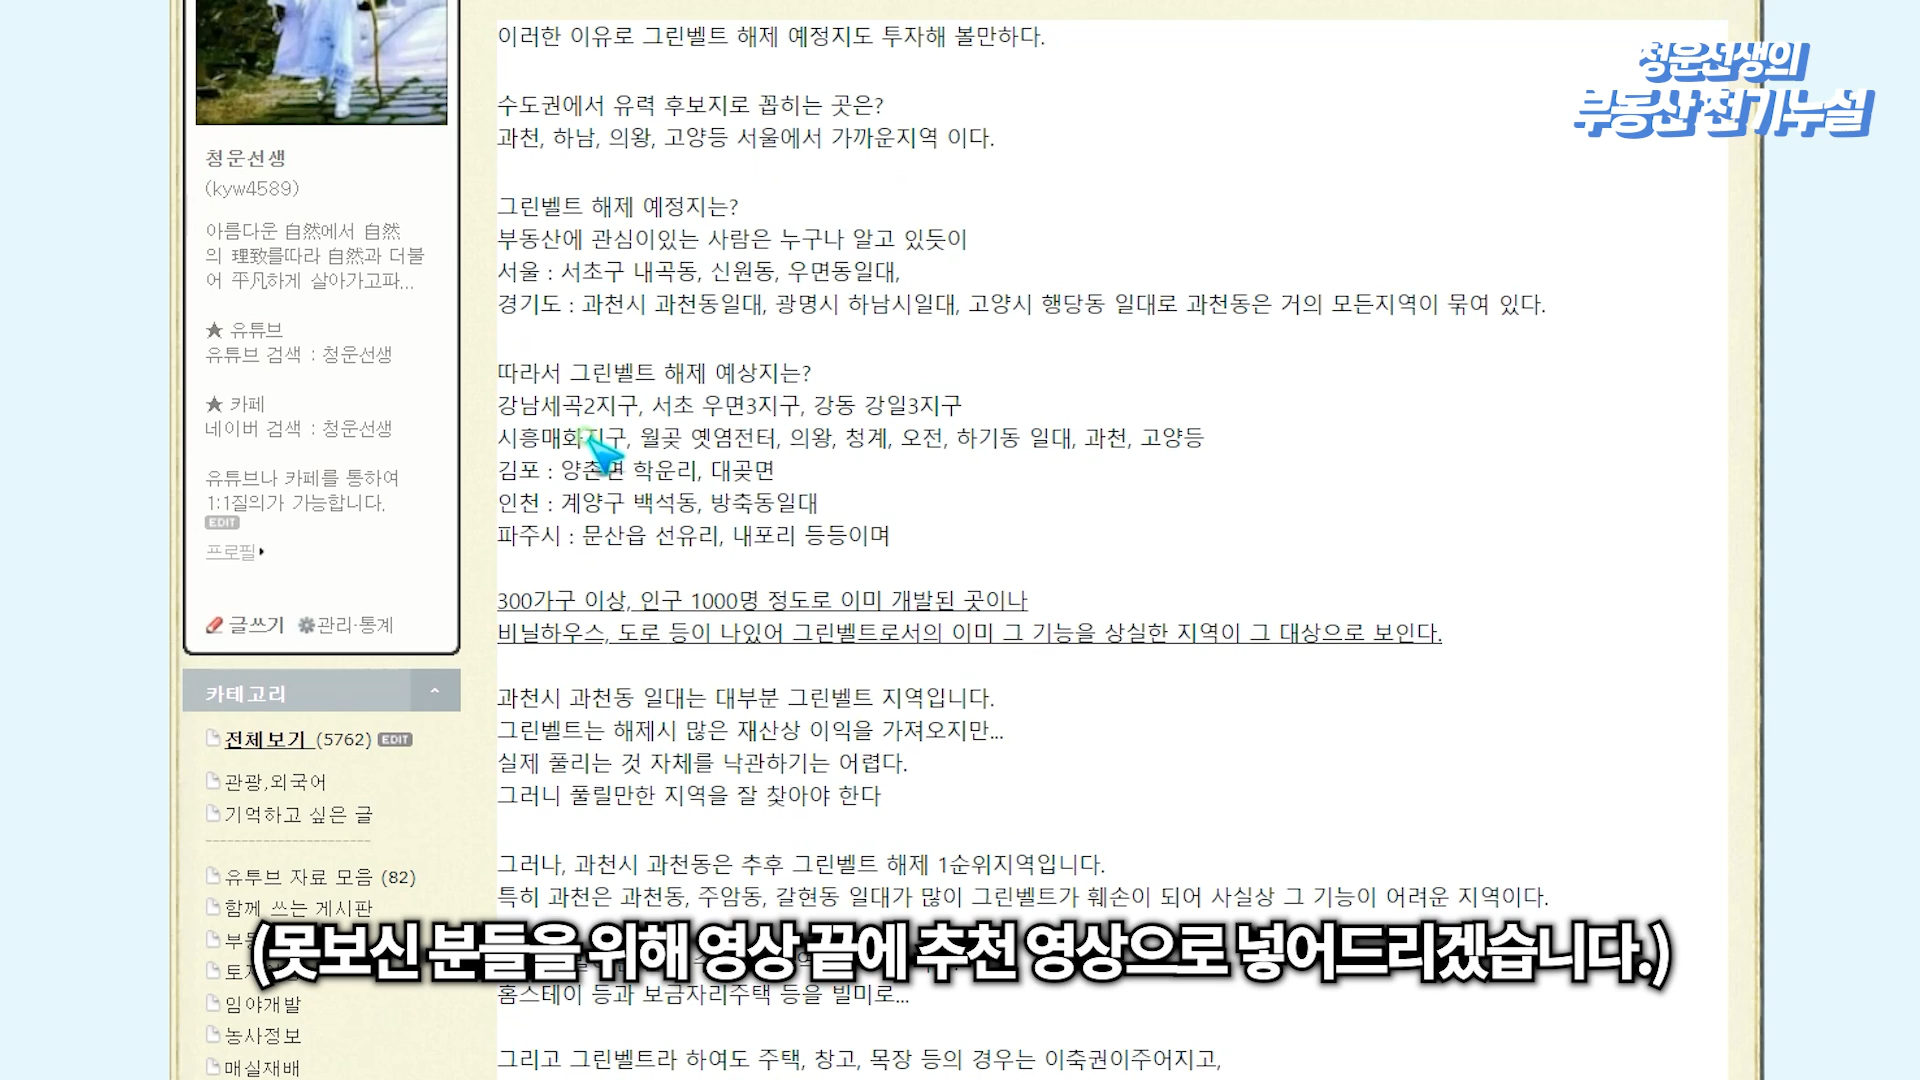 청운선생의
부동산 전기누설
청운선생
(kyw4589)
아름다운 自然에서 自然
의 理致를따라 自然과 더불
어 平凡하게 살아가고파...
★ 유튜브
유튜브 검색 : 청운선생
★ 카페
네이버 검색 : 청운선생
유튜브나 카페를 통하여
1:1질의가 가능합니다.
EDIT
프로필
글쓰기 관리·통계
카테고리
전체보기 (5762) EDIT
관광,외국어
기억하고 싶은 글
유투브 자료 모음 (82)
함께 쓰는 게시판
임야개발
농사정보
매실재배
이러한 이유로 그린벨트 해제 예정지도 투자해 볼만하다.
수도권에서 유력 후보지로 꼽히는 곳은?
과천, 하남, 의왕, 고양등 서울에서 가까운지역 이다.
그린벨트 해제 예정지는?
부동산에 관심이있는 사람은 누구나 알고 있듯이
서울 : 서초구 내곡동, 신원동, 우면동일대,
경기도 : 과천시 과천동일대, 광명시 하남시일대, 고양시 행당동 일대로 과천동은 거의 모든지역이 묶여 있다.
따라서 그린벨트 해제 예상지는?
강남세곡2지구, 서초 우면3지구, 강동 강일3지구
시흥매화지구, 월곶 옛염전터, 의왕, 청계, 오전, 하기동 일대, 과천, 고양등
김포 : 양촌면 학운리, 대곶면
인천 : 계양구 백석동, 방축동일대
파주시 : 문산읍 선유리, 내포리 등등이며
300가구 이상, 인구 1000명 정도로 이미 개발된 곳이나
비닐하우스, 도로 등이 나있어 그린벨트로서의 이미 그 기능을 상실한 지역이 그 대상으로 보인다.
과천시 과천동 일대는 대부분 그린벨트 지역입니다.
그린벨트는 해제시 많은 재산상 이익을 가져오지만...
실제 풀리는 것 자체를 낙관하기는 어렵다.
그러니 풀릴만한 지역을 잘 찾아야 한다
그러나, 과천시 과천동은 추후 그린벨트 해제 1순위지역입니다.
특히 과천은 과천동, 주암동, 갈현동 일대가 많이 그린벨트가 훼손이 되어 사실상 그 기능이 어려운 지역이다.
(못보신 분들을 위해 영상 끝에 추천 영상으로 넣어드리겠습니다.)
홈스테이 등과 보금자리주택 등을 빌미로...
그리고 그린벨트라 하여도 주택, 창고, 목장 등의 경우는 이축권이주어지고,